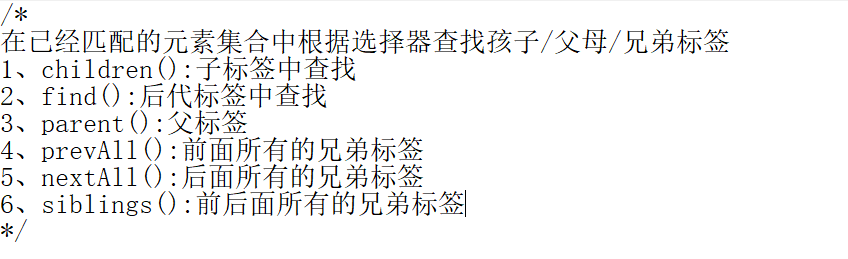 /*
在已经匹配的元素集合中根据选择器查找孩子/父母/兄弟标签
1、children():子标签中查找
2、find():后代标签中查找
3、parent():父标签
4、prevAll():前面所有的兄弟标签
5、nextAll():后面所有的兄弟标签
6、siblings():前后面所有的兄弟标签
*/